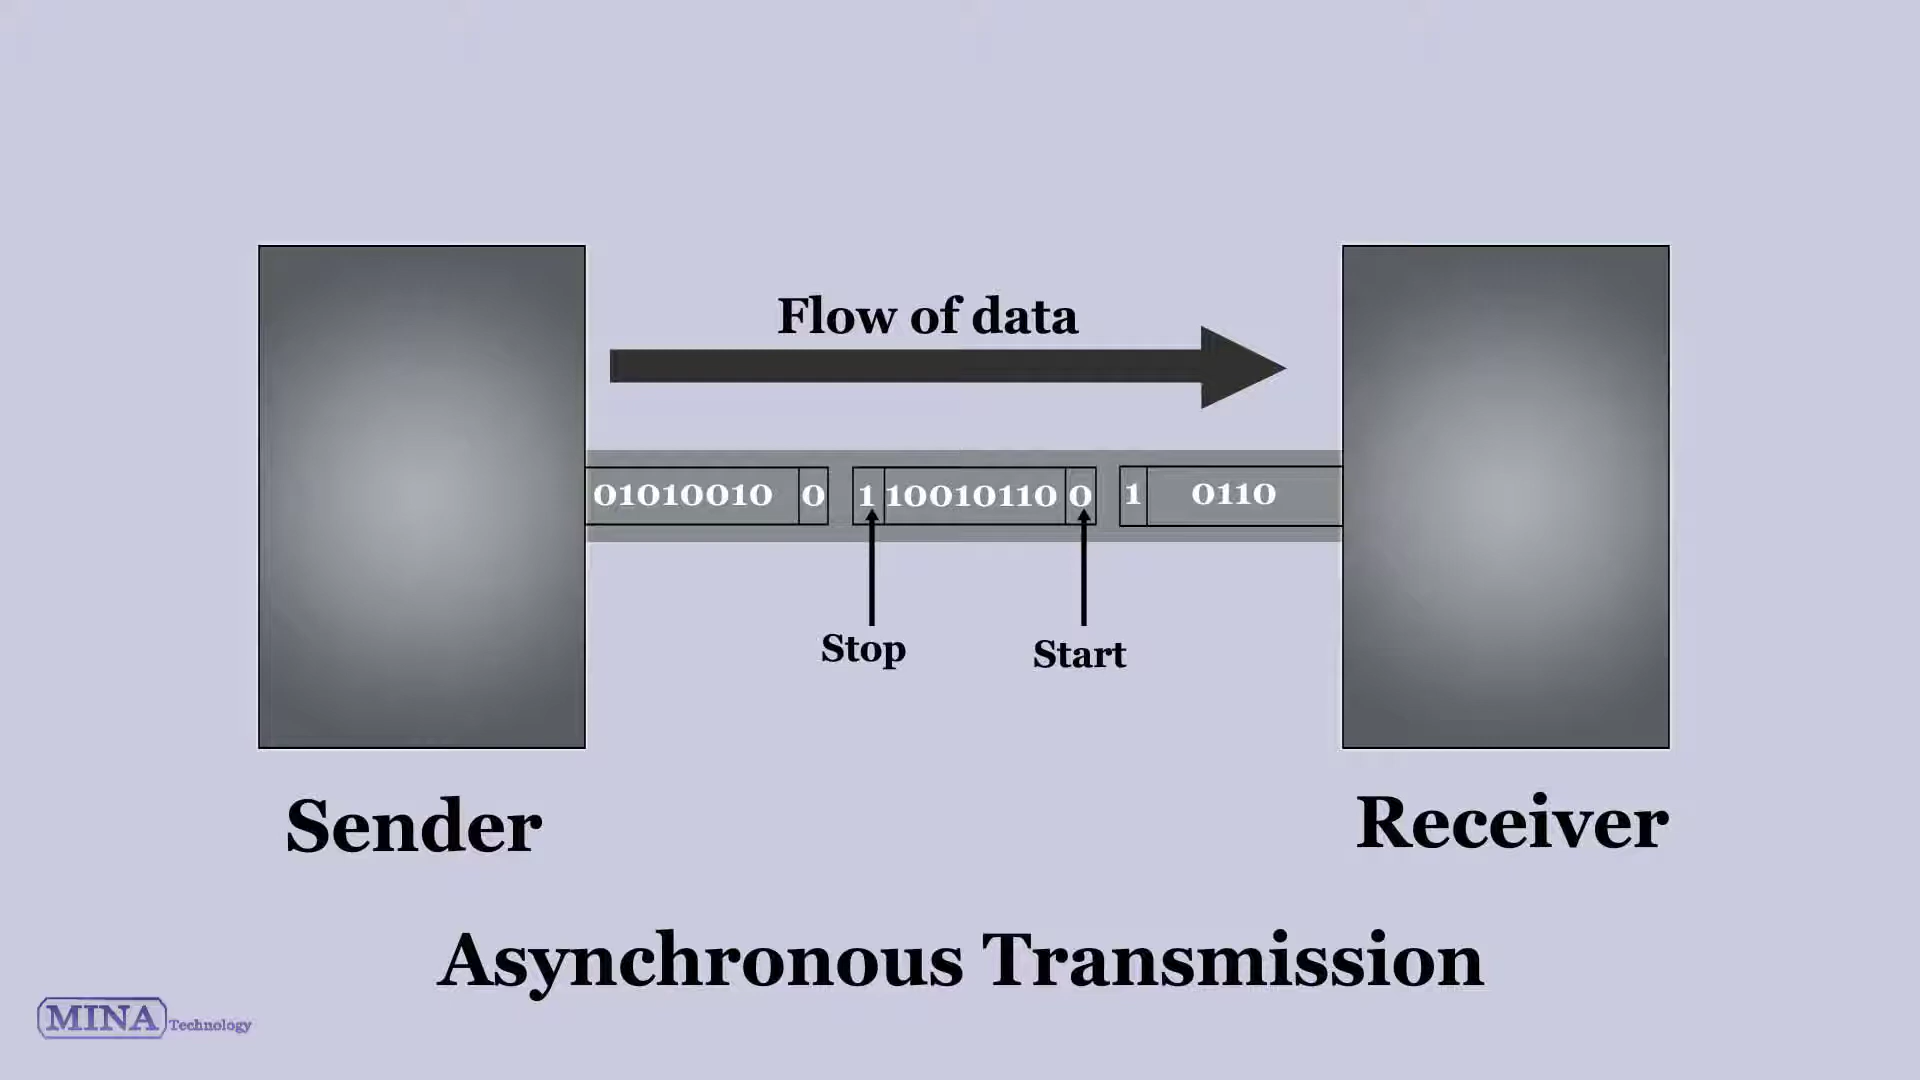 Flow of data
01010010 0 1 10010110 0 1 0110
Stop
Start
Sender
Receiver
Asynchronous Transmission
MINA Technology